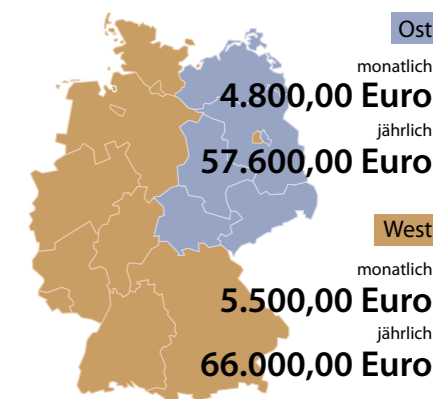 Ost
monatlich
4.800,00 Euro
jährlich
57.600,00 Euro
West
monatlich
5.500,00 Euro
jährlich
66.000,00 Euro